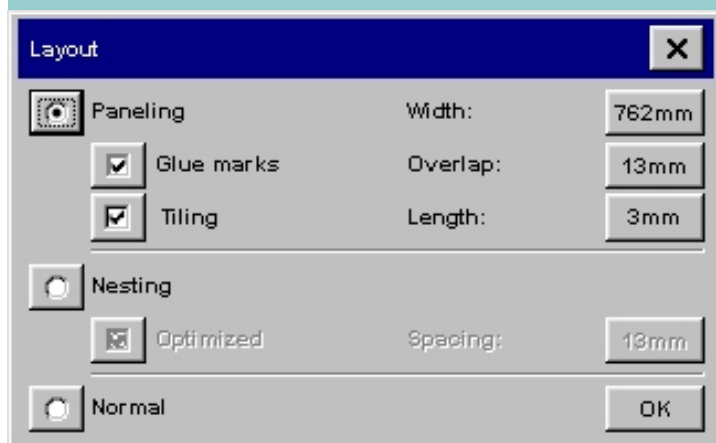 Layout
Paneling Width: 762mm
Glue marks Overlap: 13mm
Tiling Length: 3mm
Nesting
Optimized Spacing: 13mm
Normal OK